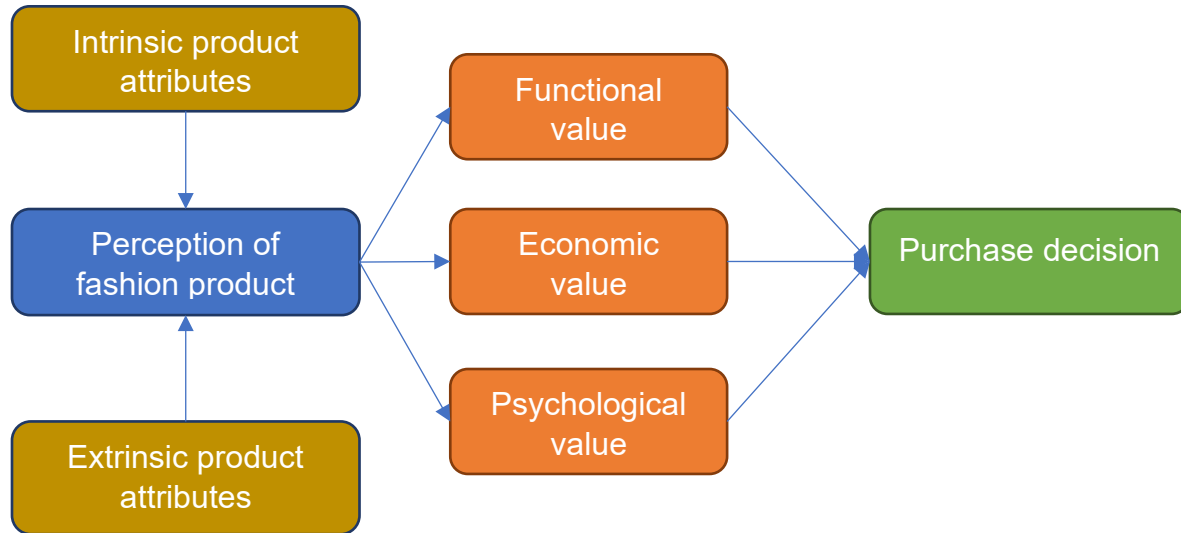 Intrinsic product
attributes
Perception of
fashion product
Extrinsic product
attributes
Functional
value
Economic
value
Psychological
value
Purchase decision